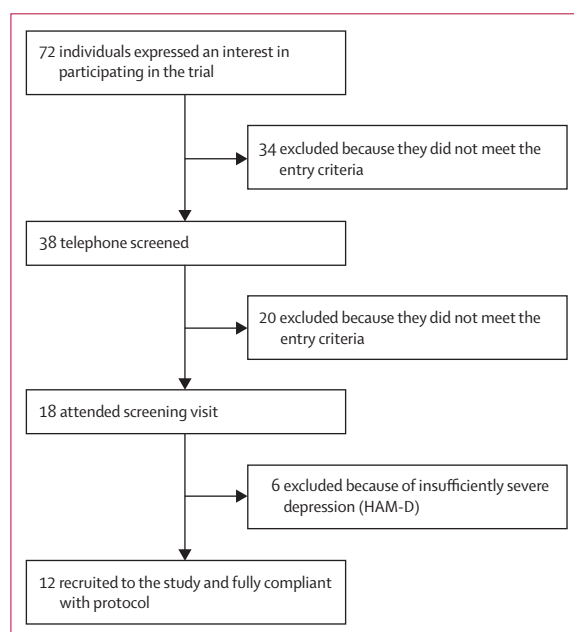 72 individuals expressed an interest in
participating in the trial
34 excluded because they did not meet the
entry criteria
38 telephone screened
20 excluded because they did not meet the
entry criteria
18 attended screening visit
6 excluded because of insufficiently severe
depression (HAM-D)
12 recruited to the study and fully compliant
with protocol